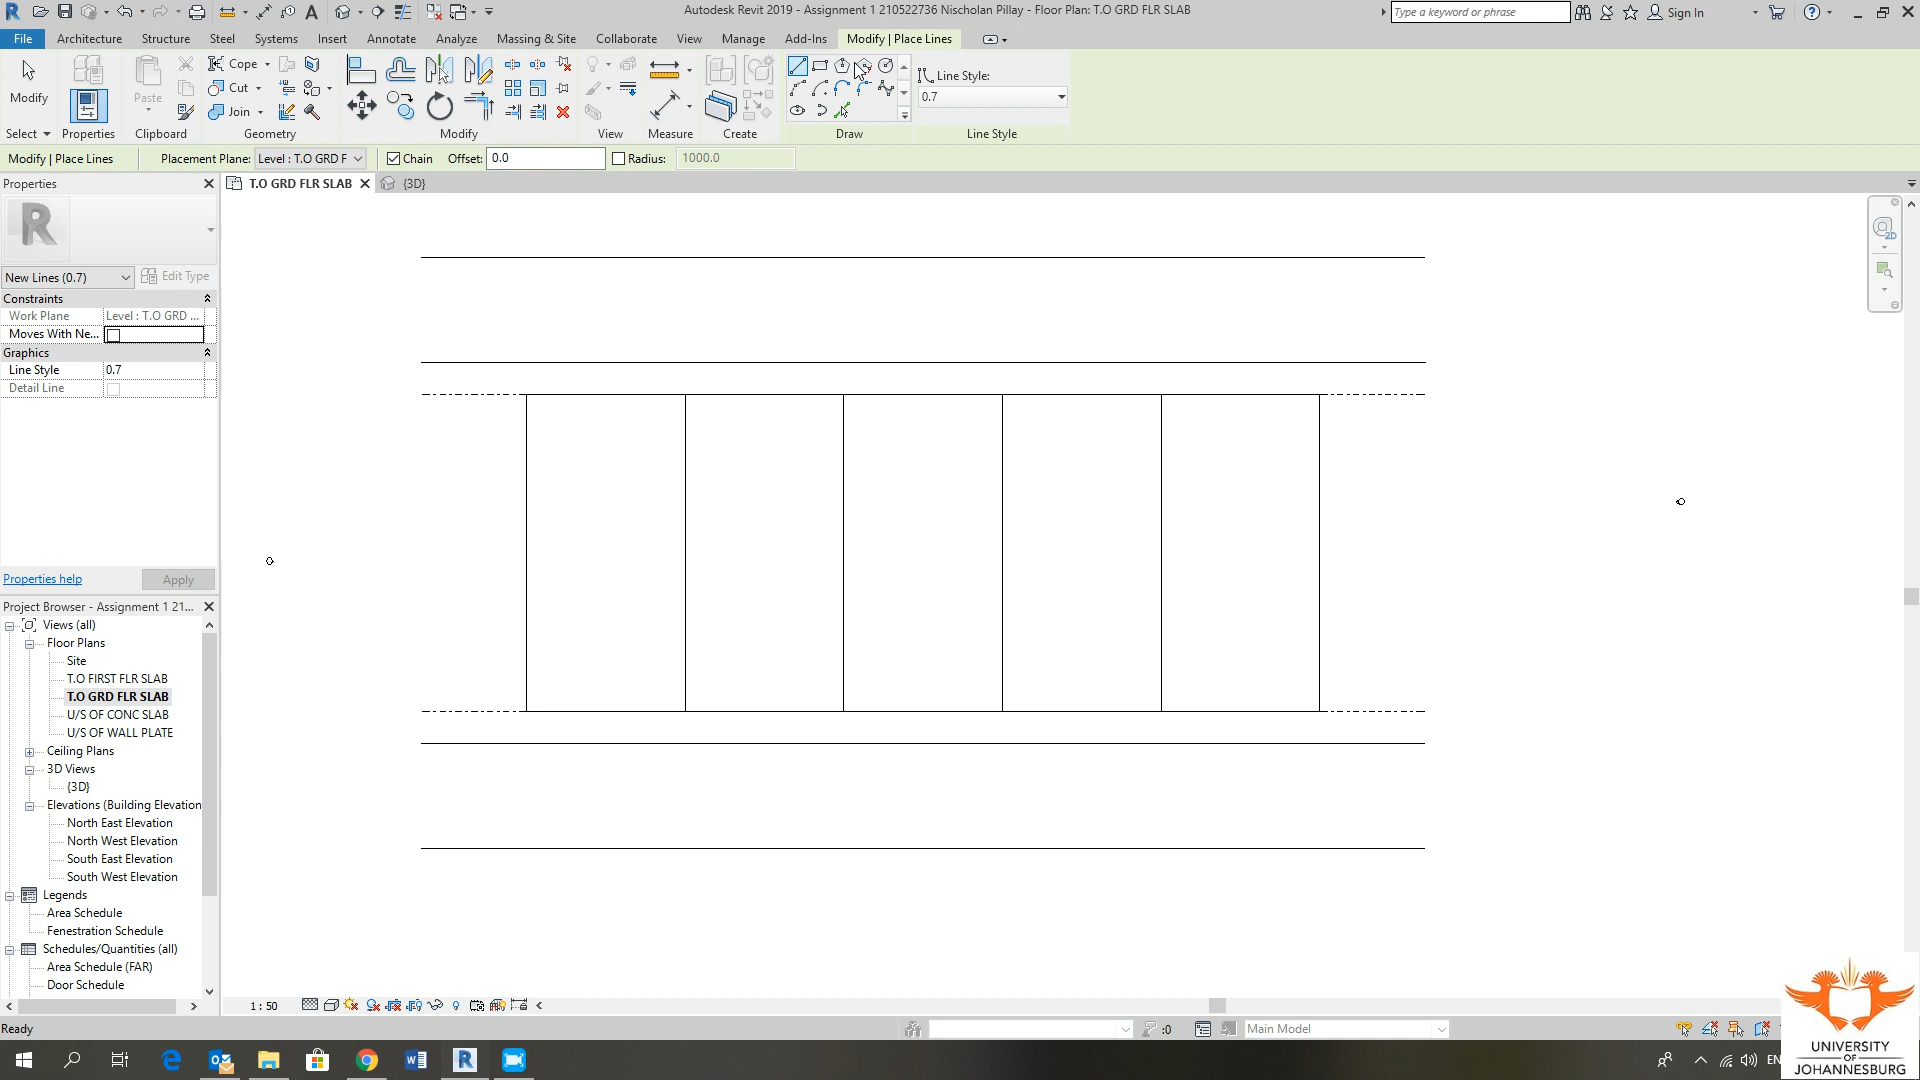 Autodesk Revit 2019 - Assignment 1 210522736 Nischolan Pillay - Floor Plan: T.O GRD FLR SLAB
Type a keyword or phrase
Sign In
File Architecture Structure Steel Systems Insert Annotate Analyze Massing & Site Collaborate View Manage Add-Ins Modify | Place Lines
Modify
Paste
Cope
Cut
Join
Line Style:
0.7
Select Properties Clipboard Geometry Modify View Measure Create Draw Line Style
Modify | Place Lines Placement Plane: Level : T.O GRD F Chain Offset: 0.0 Radius: 1000.0
Properties
T.O GRD FLR SLAB {3D}
R
2D
New Lines (0.7) Edit Type
Constraints
Work Plane Level : T.O GRD ...
Moves With Ne...
Graphics
Line Style 0.7
Detail Line
Properties help Apply
Project Browser - Assignment 1 21...
Views (all)
Floor Plans
Site
T.O FIRST FLR SLAB
T.O GRD FLR SLAB
U/S OF CONC SLAB
U/S OF WALL PLATE
Ceiling Plans
3D Views
{3D}
Elevations (Building Elevation
North East Elevation
North West Elevation
South East Elevation
South West Elevation
Legends
Area Schedule
Fenestration Schedule
Schedules/Quantities (all)
Area Schedule (FAR)
Door Schedule
1 : 50
Ready
:0
Main Model
EN
UNIVERSITY
OF
JOHANNESBURG